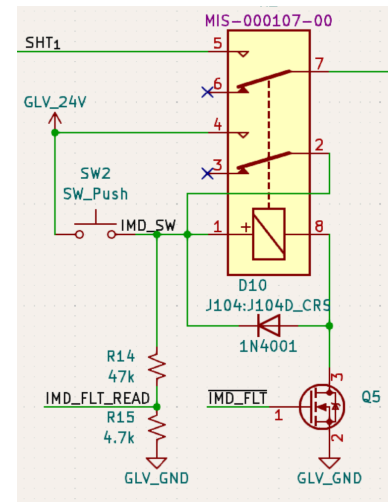 MIS-000107-00
SHT1
5
7
6
GLV_24V
4
2
3
SW2
SW_Push
IMD_SW
1
+
8
D10
J104:J104D_CRS
1N4001
R14
47k
3
IMD_FLT_READ
IMD_FLT
Q5
R15
1
4.7k
2
GLV_GND
GLV_GND